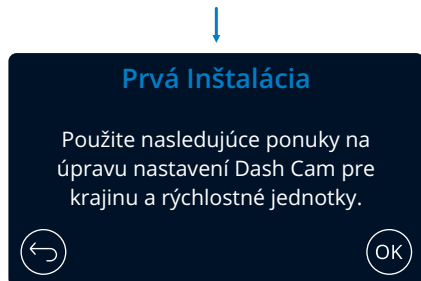 Prvá Inštalácia
Použite nasledujúce ponuky na
úpravu nastavení Dash Cam pre
krajinu a rýchlostné jednotky.
OK